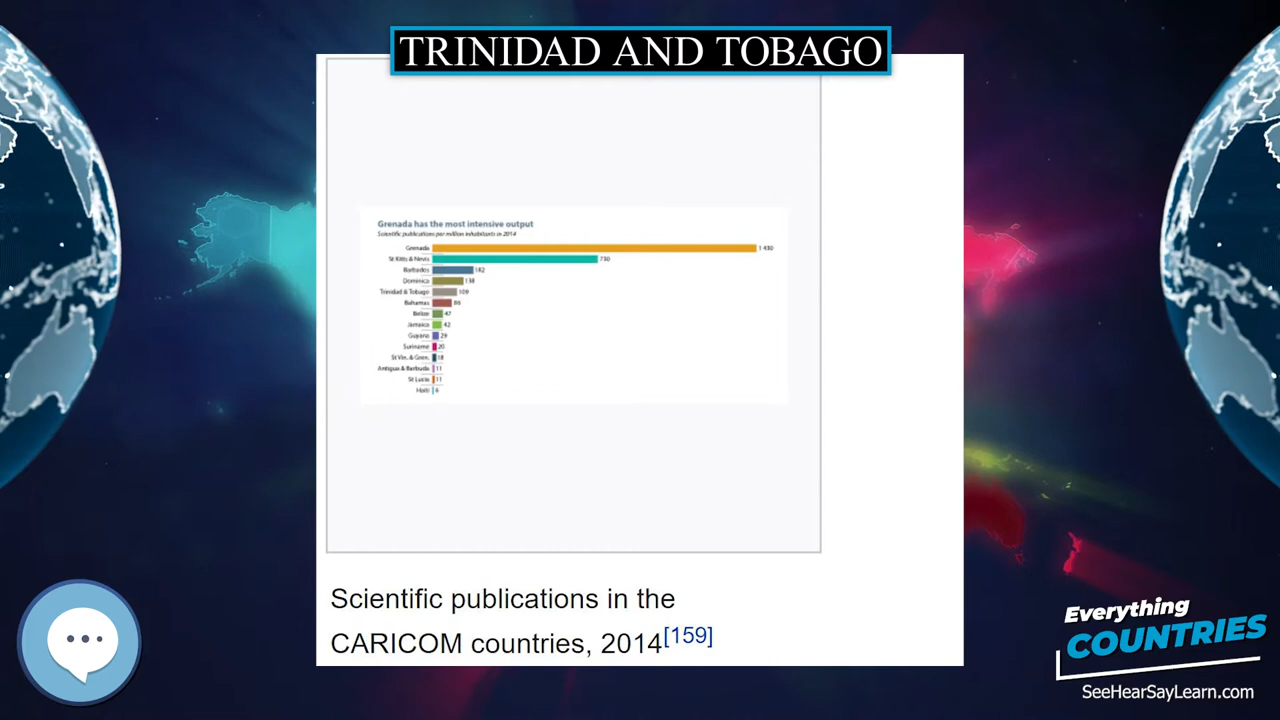 TRINIDAD AND TOBAGO
Grenada has the most intensive output
Scientific publications per million inhabitants in 2014
Grenada 1 430
St Kitts & Nevis 730
Barbados 182
Dominica 138
Trinidad & Tobago 109
Bahamas 86
Belize 47
Jamaica 42
Guyana 29
Suriname 20
St Vin. & Gren. 18
Antigua & Barbuda 11
St Lucia 11
Haiti 6
Scientific publications in the
CARICOM countries, 2014[159]
Everything
COUNTRIES
SeeHearSayLearn.com